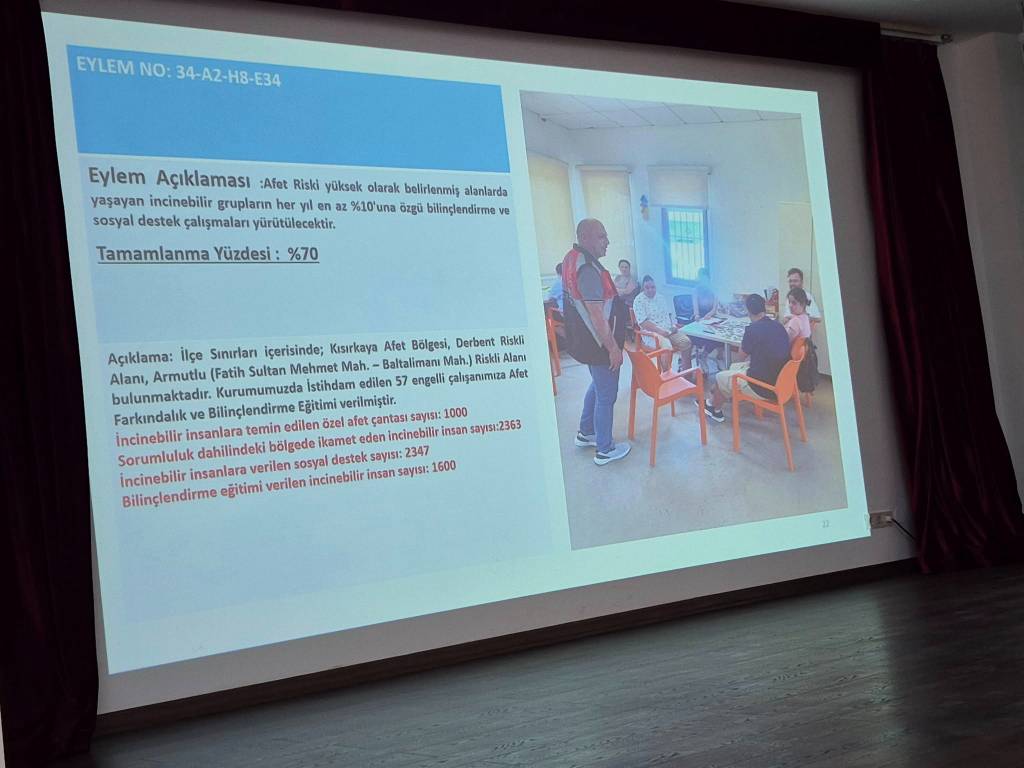 EYLEM NO: 34-A2-H8-E34
Eylem Açıklaması :Afet Riski yüksek olarak belirlenmiş alanlarda
yaşayan incinebilir grupların her yıl en az %10'una özgü bilinçlendirme ve
sosyal destek çalışmaları yürütülecektir.
Tamamlanma Yüzdesi : %70
Açıklama: İlçe Sınırları içerisinde; Kısırkaya Afet Bölgesi, Derbent Riskli
Alanı, Armutlu (Fatih Sultan Mehmet Mah. – Baltalimanı Mah.) Riskli Alanı
bulunmaktadır. Kurumumuzda İstihdam edilen 57 engelli çalışanımıza Afet
Farkındalık ve Bilinçlendirme Eğitimi verilmiştir.
İncinebilir insanlara temin edilen özel afet çantası sayısı: 1000
Sorumluluk dahilindeki bölgede ikamet eden incinebilir insan sayısı:2363
İncinebilir insanlara verilen sosyal destek sayısı: 2347
Bilinçlendirme eğitimi verilen incinebilir insan sayısı: 1600
22